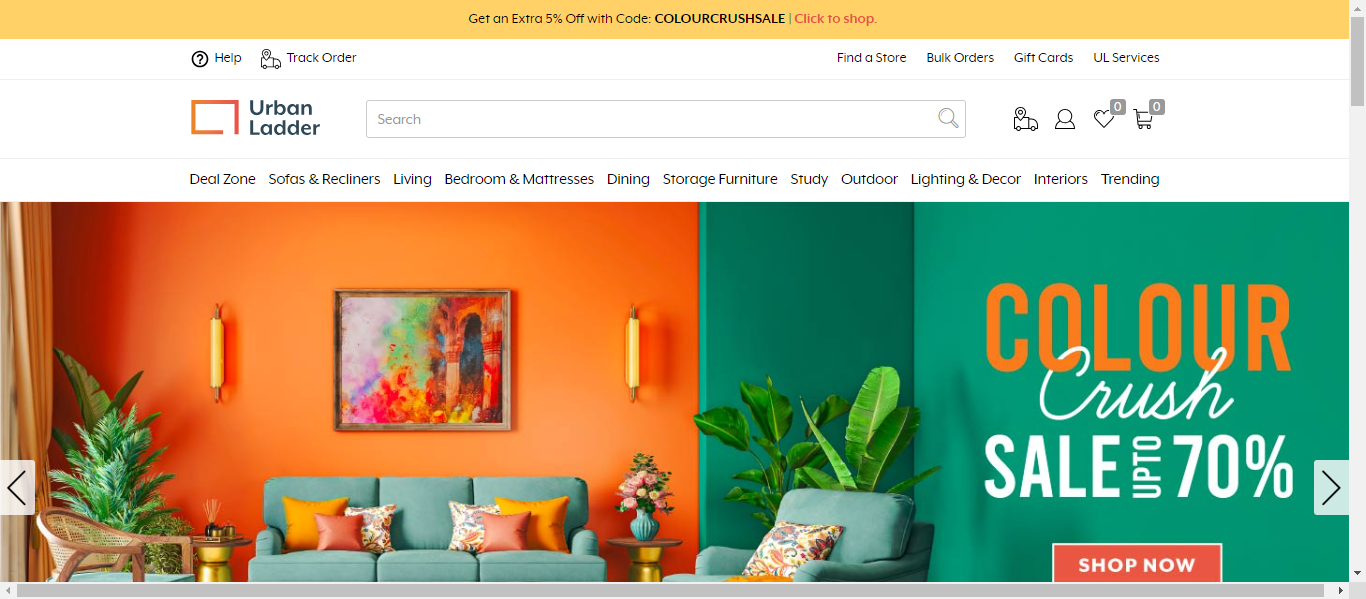 Get an Extra 5% Off with Code: COLOURCRUSHSALE | Click to shop.
Help Track Order Find a Store Bulk Orders Gift Cards UL Services
Urban
Ladder
Search
0 0
Deal Zone Sofas & Recliners Living Bedroom & Mattresses Dining Storage Furniture Study Outdoor Lighting & Decor Interiors Trending
COLOUR
Crush
SALE UPTO 70%
SHOP NOW